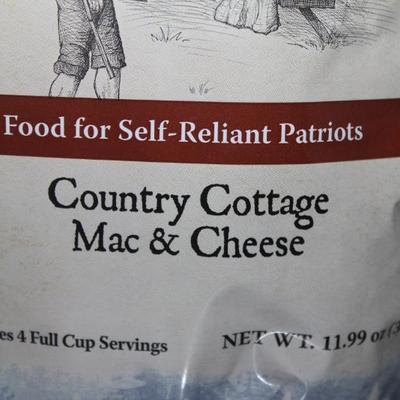 Food for Self-Reliant Patriots
Country Cottage
Mac & Cheese
4 Full Cup Servings
NET WT. 11.99 oz